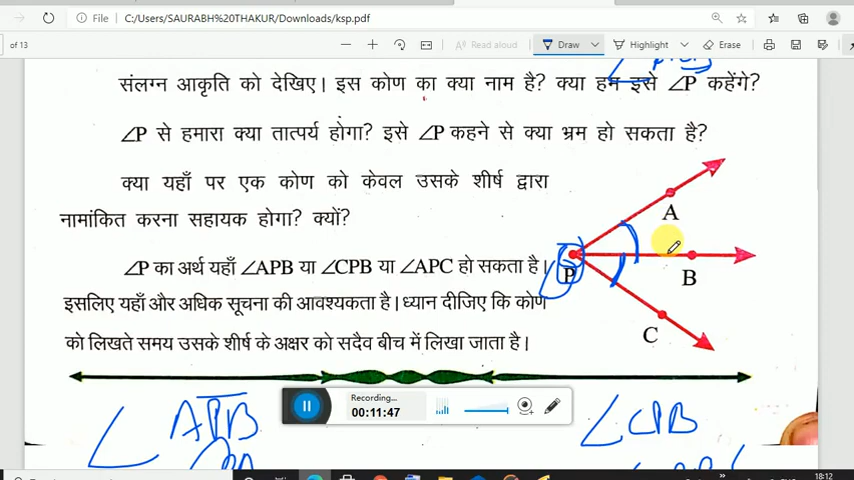 File | C:/Users/SAURABH%20THAKUR/Downloads/ksp.pdf
of 13
Read aloud
Draw
Highlight
Erase
संलग्न आकृति को देखिए। इस कोण का क्या नाम है? क्या हम इसे ∠P कहेंगे?
∠P से हमारा क्या तात्पर्य होगा? इसे ∠P कहने से क्या भ्रम हो सकता है?
क्या यहाँ पर एक कोण को केवल उसके शीर्ष द्वारा
नामांकित करना सहायक होगा? क्यों?
∠P का अर्थ यहाँ ∠APB या ∠CPB या ∠APC हो सकता है।
इसलिए यहाँ और अधिक सूचना की आवश्यकता है। ध्यान दीजिए कि कोण
को लिखते समय उसके शीर्ष के अक्षर को सदैव बीच में लिखा जाता है।
A
P
B
C
Recording...
00:11:47
∠APB
∠CPB
18:12